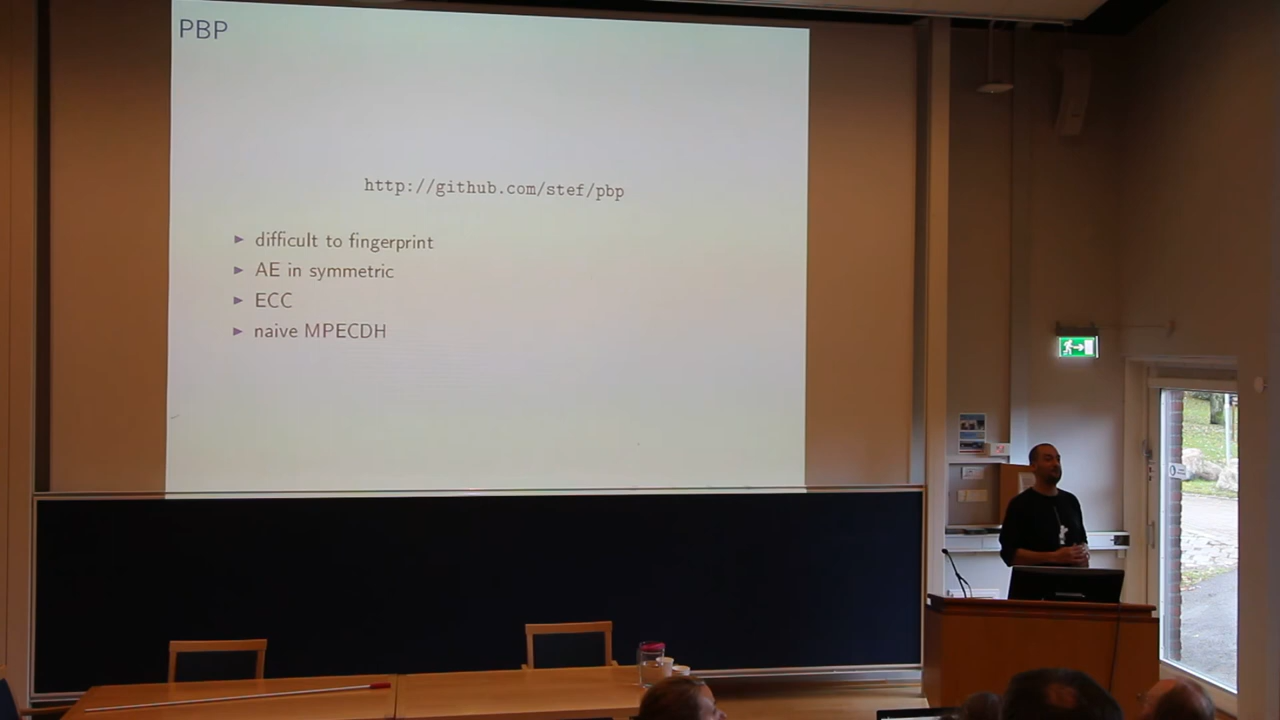 PBP
http://github.com/stef/pbp
difficult to fingerprint
AE in symmetric
ECC
naive MPECDH